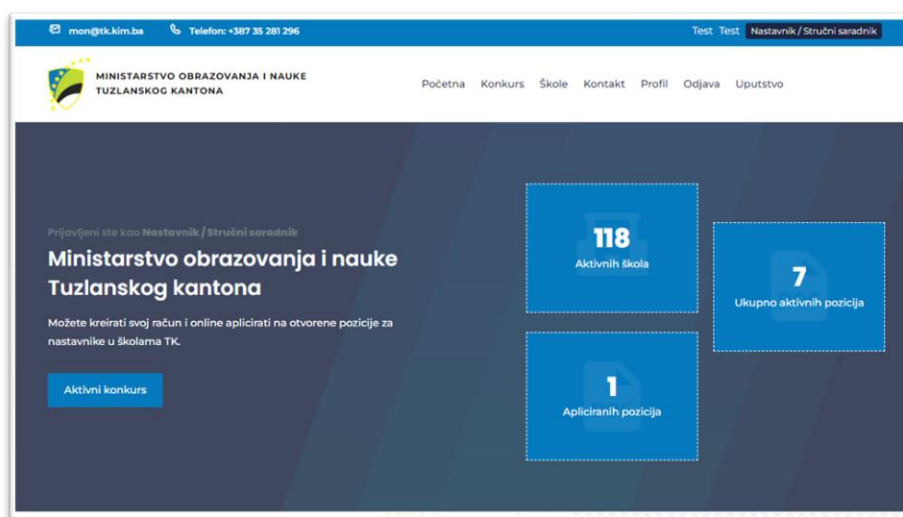 mon@tk.kim.ba Telefon: +387 35 281 296 Test Test Nastavnik / Stručni saradnik
MINISTARSTVO OBRAZOVANJA I NAUKE
TUZLANSKOG KANTONA
Početna Konkurs Škole Kontakt Profil Odjava Uputstvo
Prijavljeni ste kao Nastavnik / Stručni saradnik
Ministarstvo obrazovanja i nauke
Tuzlanskog kantona
Možete kreirati svoj račun i online aplicirati na otvorene pozicije za
nastavnike u školama TK.
Aktivni konkurs
118
Aktivnih škola
7
Ukupno aktivnih pozicija
1
Apliciranih pozicija